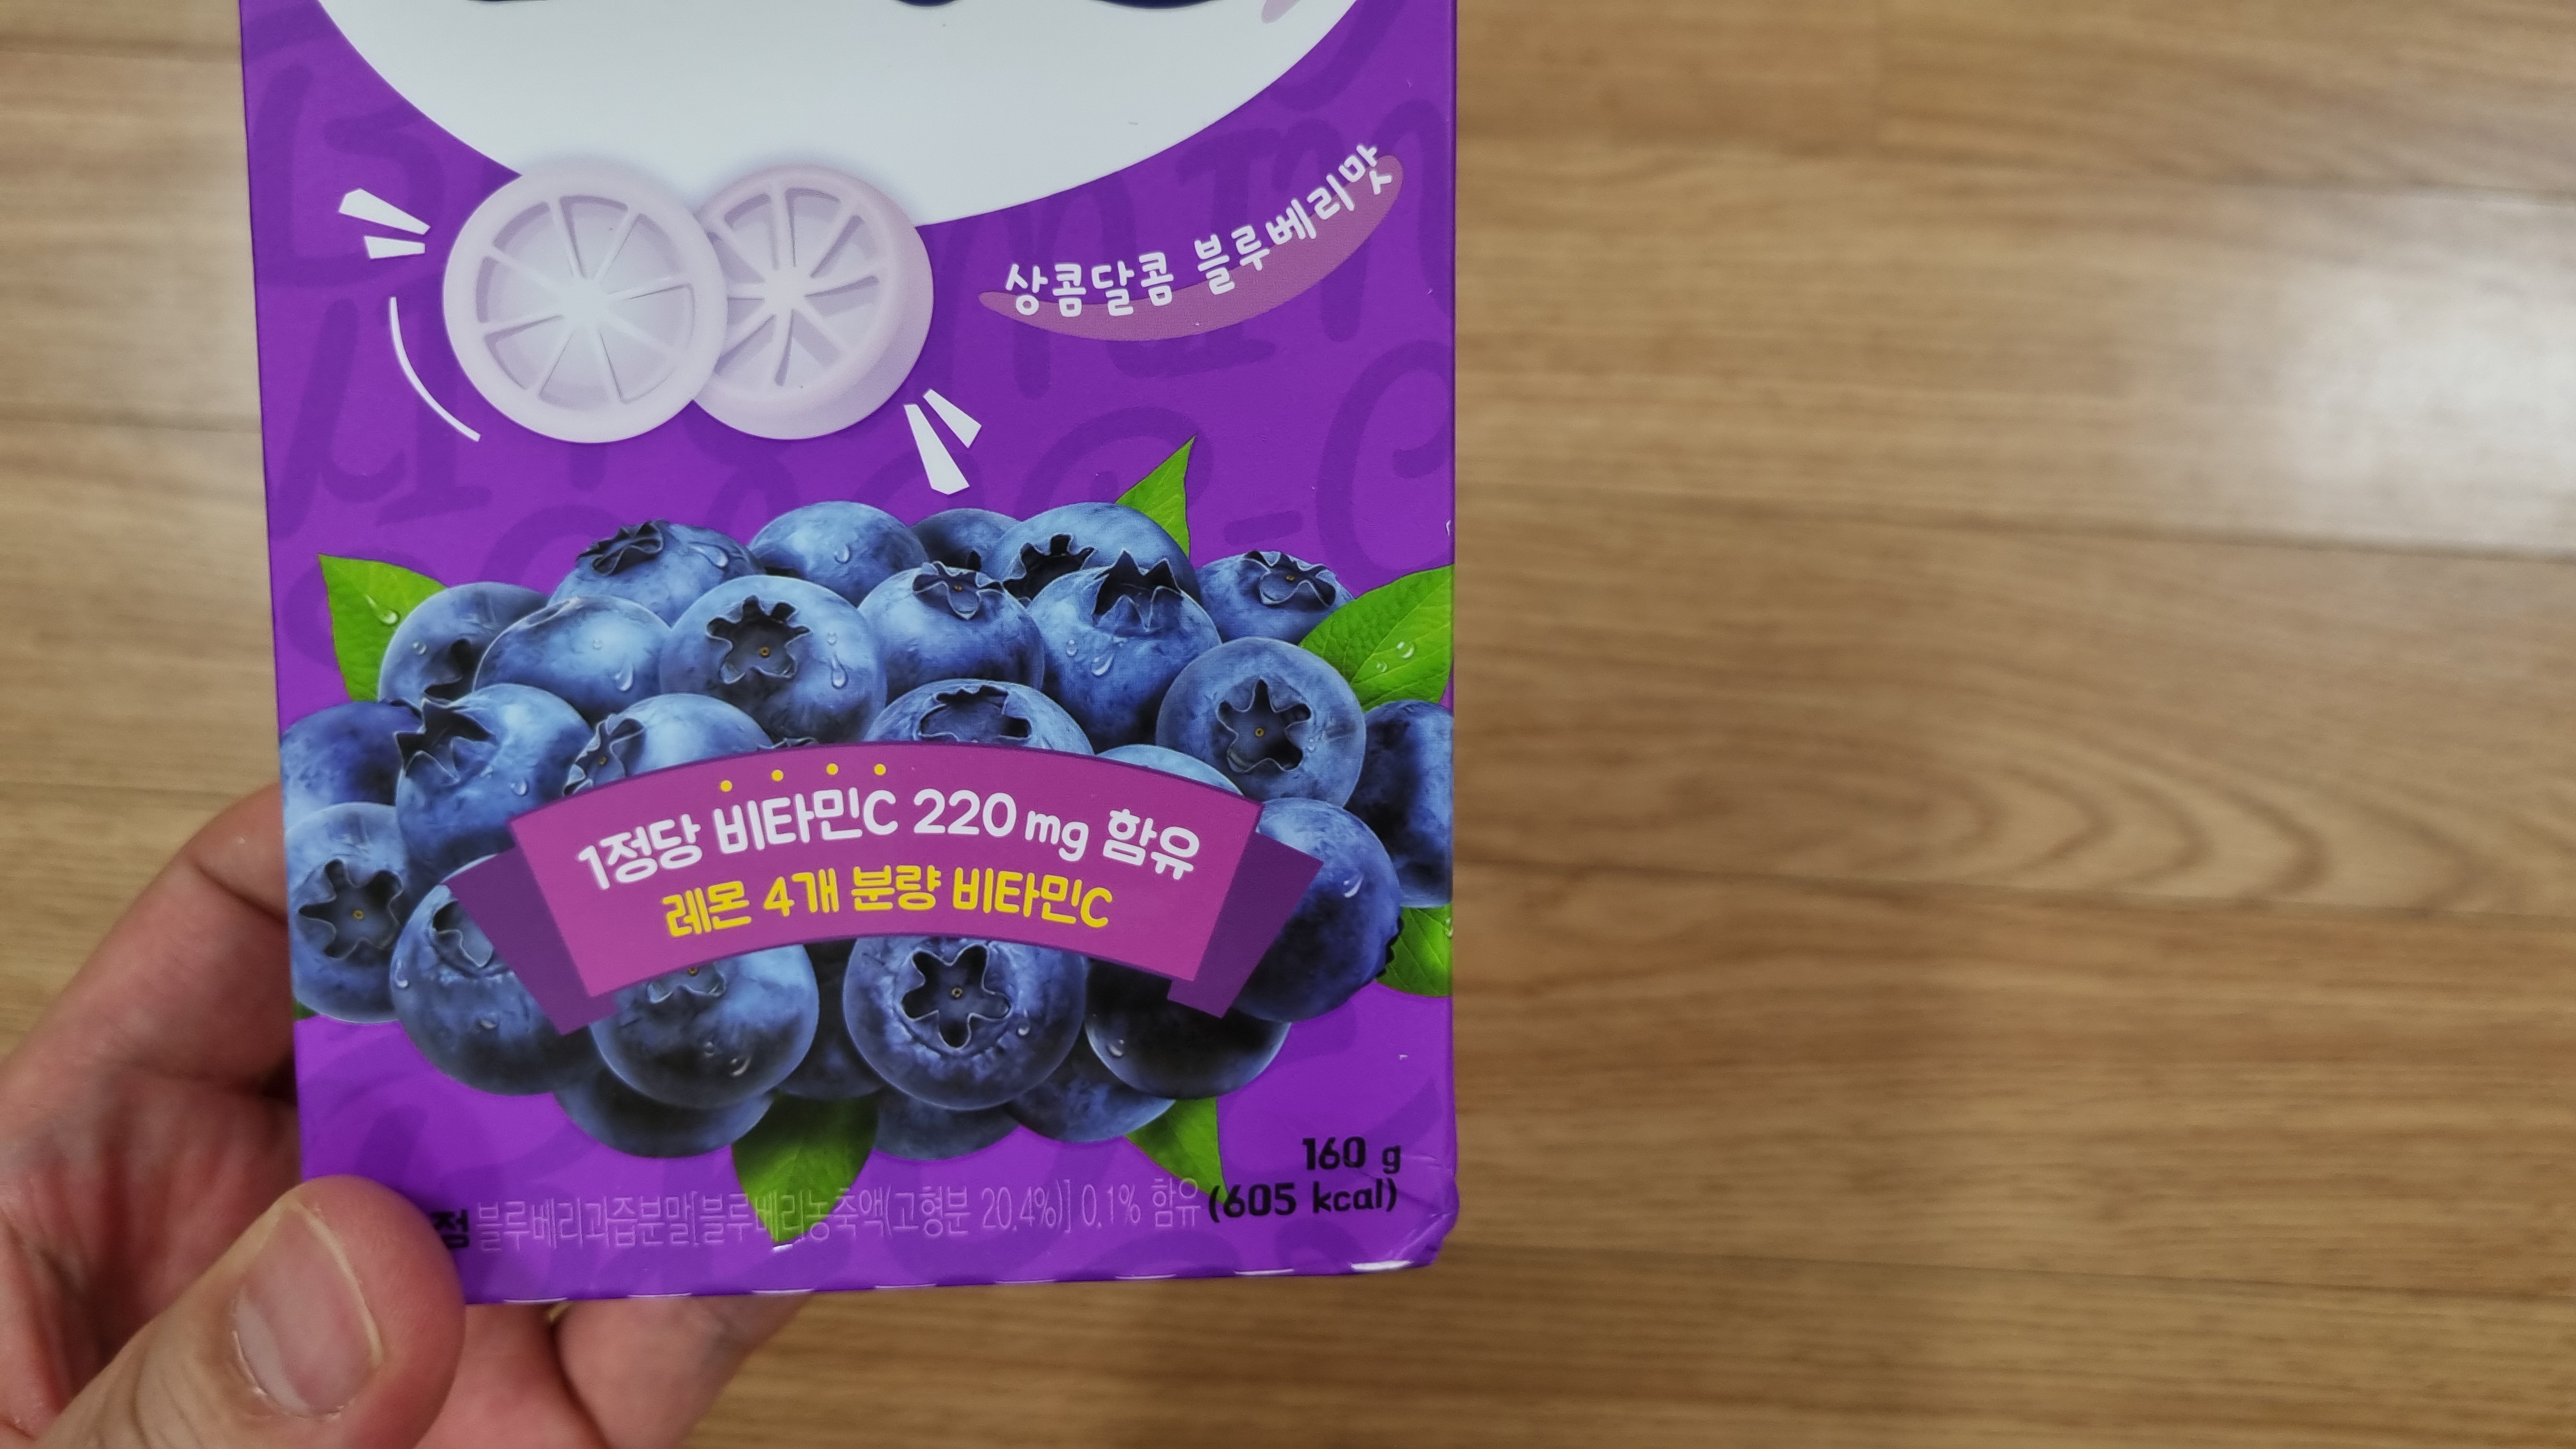 상콤달콤 블루베리맛
1정당 비타민C 220 mg 함유
레몬 4개 분량 비타민C
160 g
정 블루베리과즙분말[블루베리농축액(고형분 20.4%)] 0.1% 함유 (605 kcal)